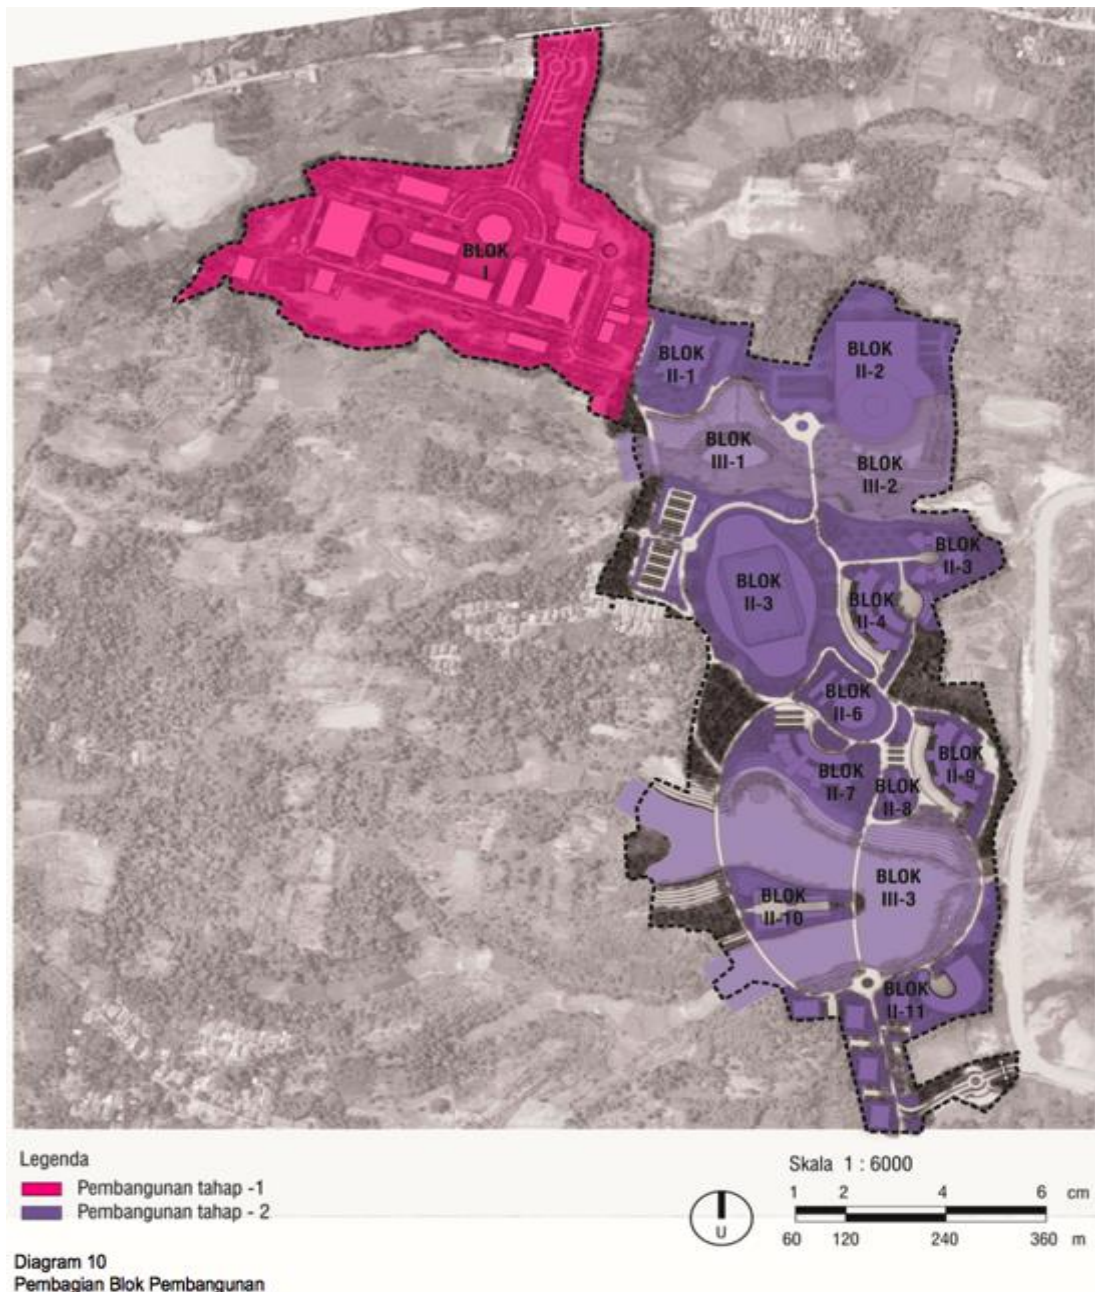 BLOK
I
BLOK
II-1
BLOK
II-2
BLOK
III-1
BLOK
III-2
BLOK
II-3
BLOK
II-3
BLOK
II-4
BLOK
II-6
BLOK
II-7
BLOK
II-8
BLOK
II-9
BLOK
II-10
BLOK
III-3
BLOK
II-11
Legenda
Pembangunan tahap -1
Pembangunan tahap - 2
U
Skala 1 : 6000
1 2 4 6 cm
60 120 240 360 m
Diagram 10
Pembagian Blok Pembangunan